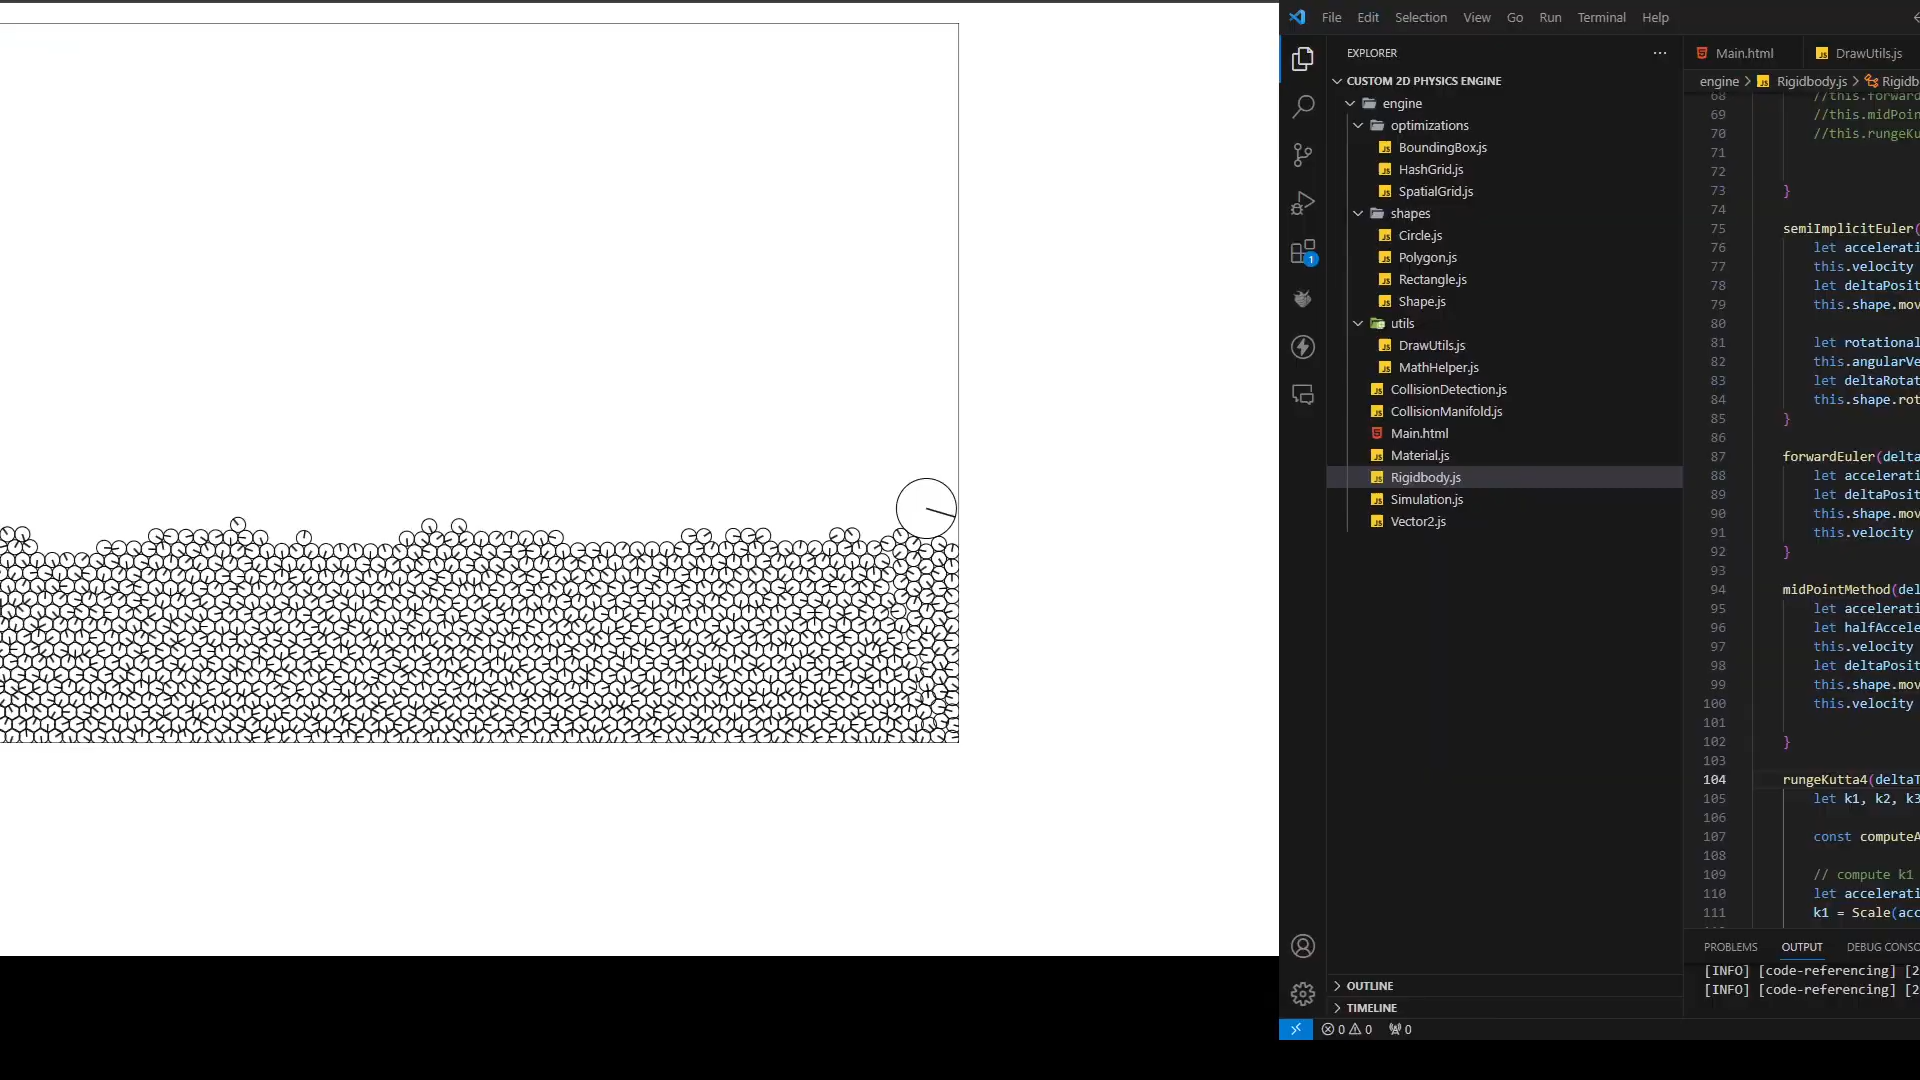 File Edit Selection View Go Run Terminal Help
EXPLORER
CUSTOM 2D PHYSICS ENGINE
engine
optimizations
BoundingBox.js
HashGrid.js
SpatialGrid.js
shapes
Circle.js
Polygon.js
Rectangle.js
Shape.js
utils
DrawUtils.js
MathHelper.js
CollisionDetection.js
CollisionManifold.js
Main.html
Material.js
Rigidbody.js
Simulation.js
Vector2.js
OUTLINE
TIMELINE
0 0 0
1
Main.html DrawUtils.js
engine > Rigidbody.js > Rigidb
68 //this.forward
69 //this.midPoin
70 //this.rungeKu
71
72
73 }
74
75 semiImplicitEuler(
76 let accelerati
77 this.velocity
78 let deltaPosit
79 this.shape.mov
80
81 let rotational
82 this.angularVe
83 let deltaRotat
84 this.shape.rot
85 }
86
87 forwardEuler(delta
88 let accelerati
89 let deltaPosit
90 this.shape.mov
91 this.velocity
92 }
93
94 midPointMethod(del
95 let accelerati
96 let halfAccele
97 this.velocity
98 let deltaPosit
99 this.shape.mov
100 this.velocity
101
102 }
103
104 rungeKutta4(deltaT
105 let k1, k2, k3
106
107 const computeA
108
109 // compute k1
110 let accelerati
111 k1 = Scale(acc
PROBLEMS OUTPUT DEBUG CONSO
[INFO] [code-referencing] [2
[INFO] [code-referencing] [2